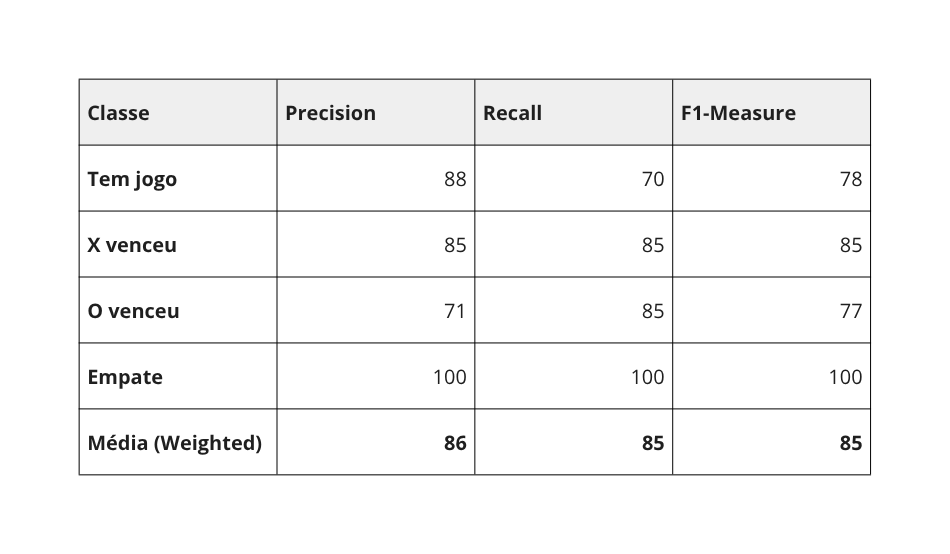 Classe Precision Recall F1-Measure
Tem jogo 88 70 78
X venceu 85 85 85
O venceu 71 85 77
Empate 100 100 100
Média (Weighted) 86 85 85